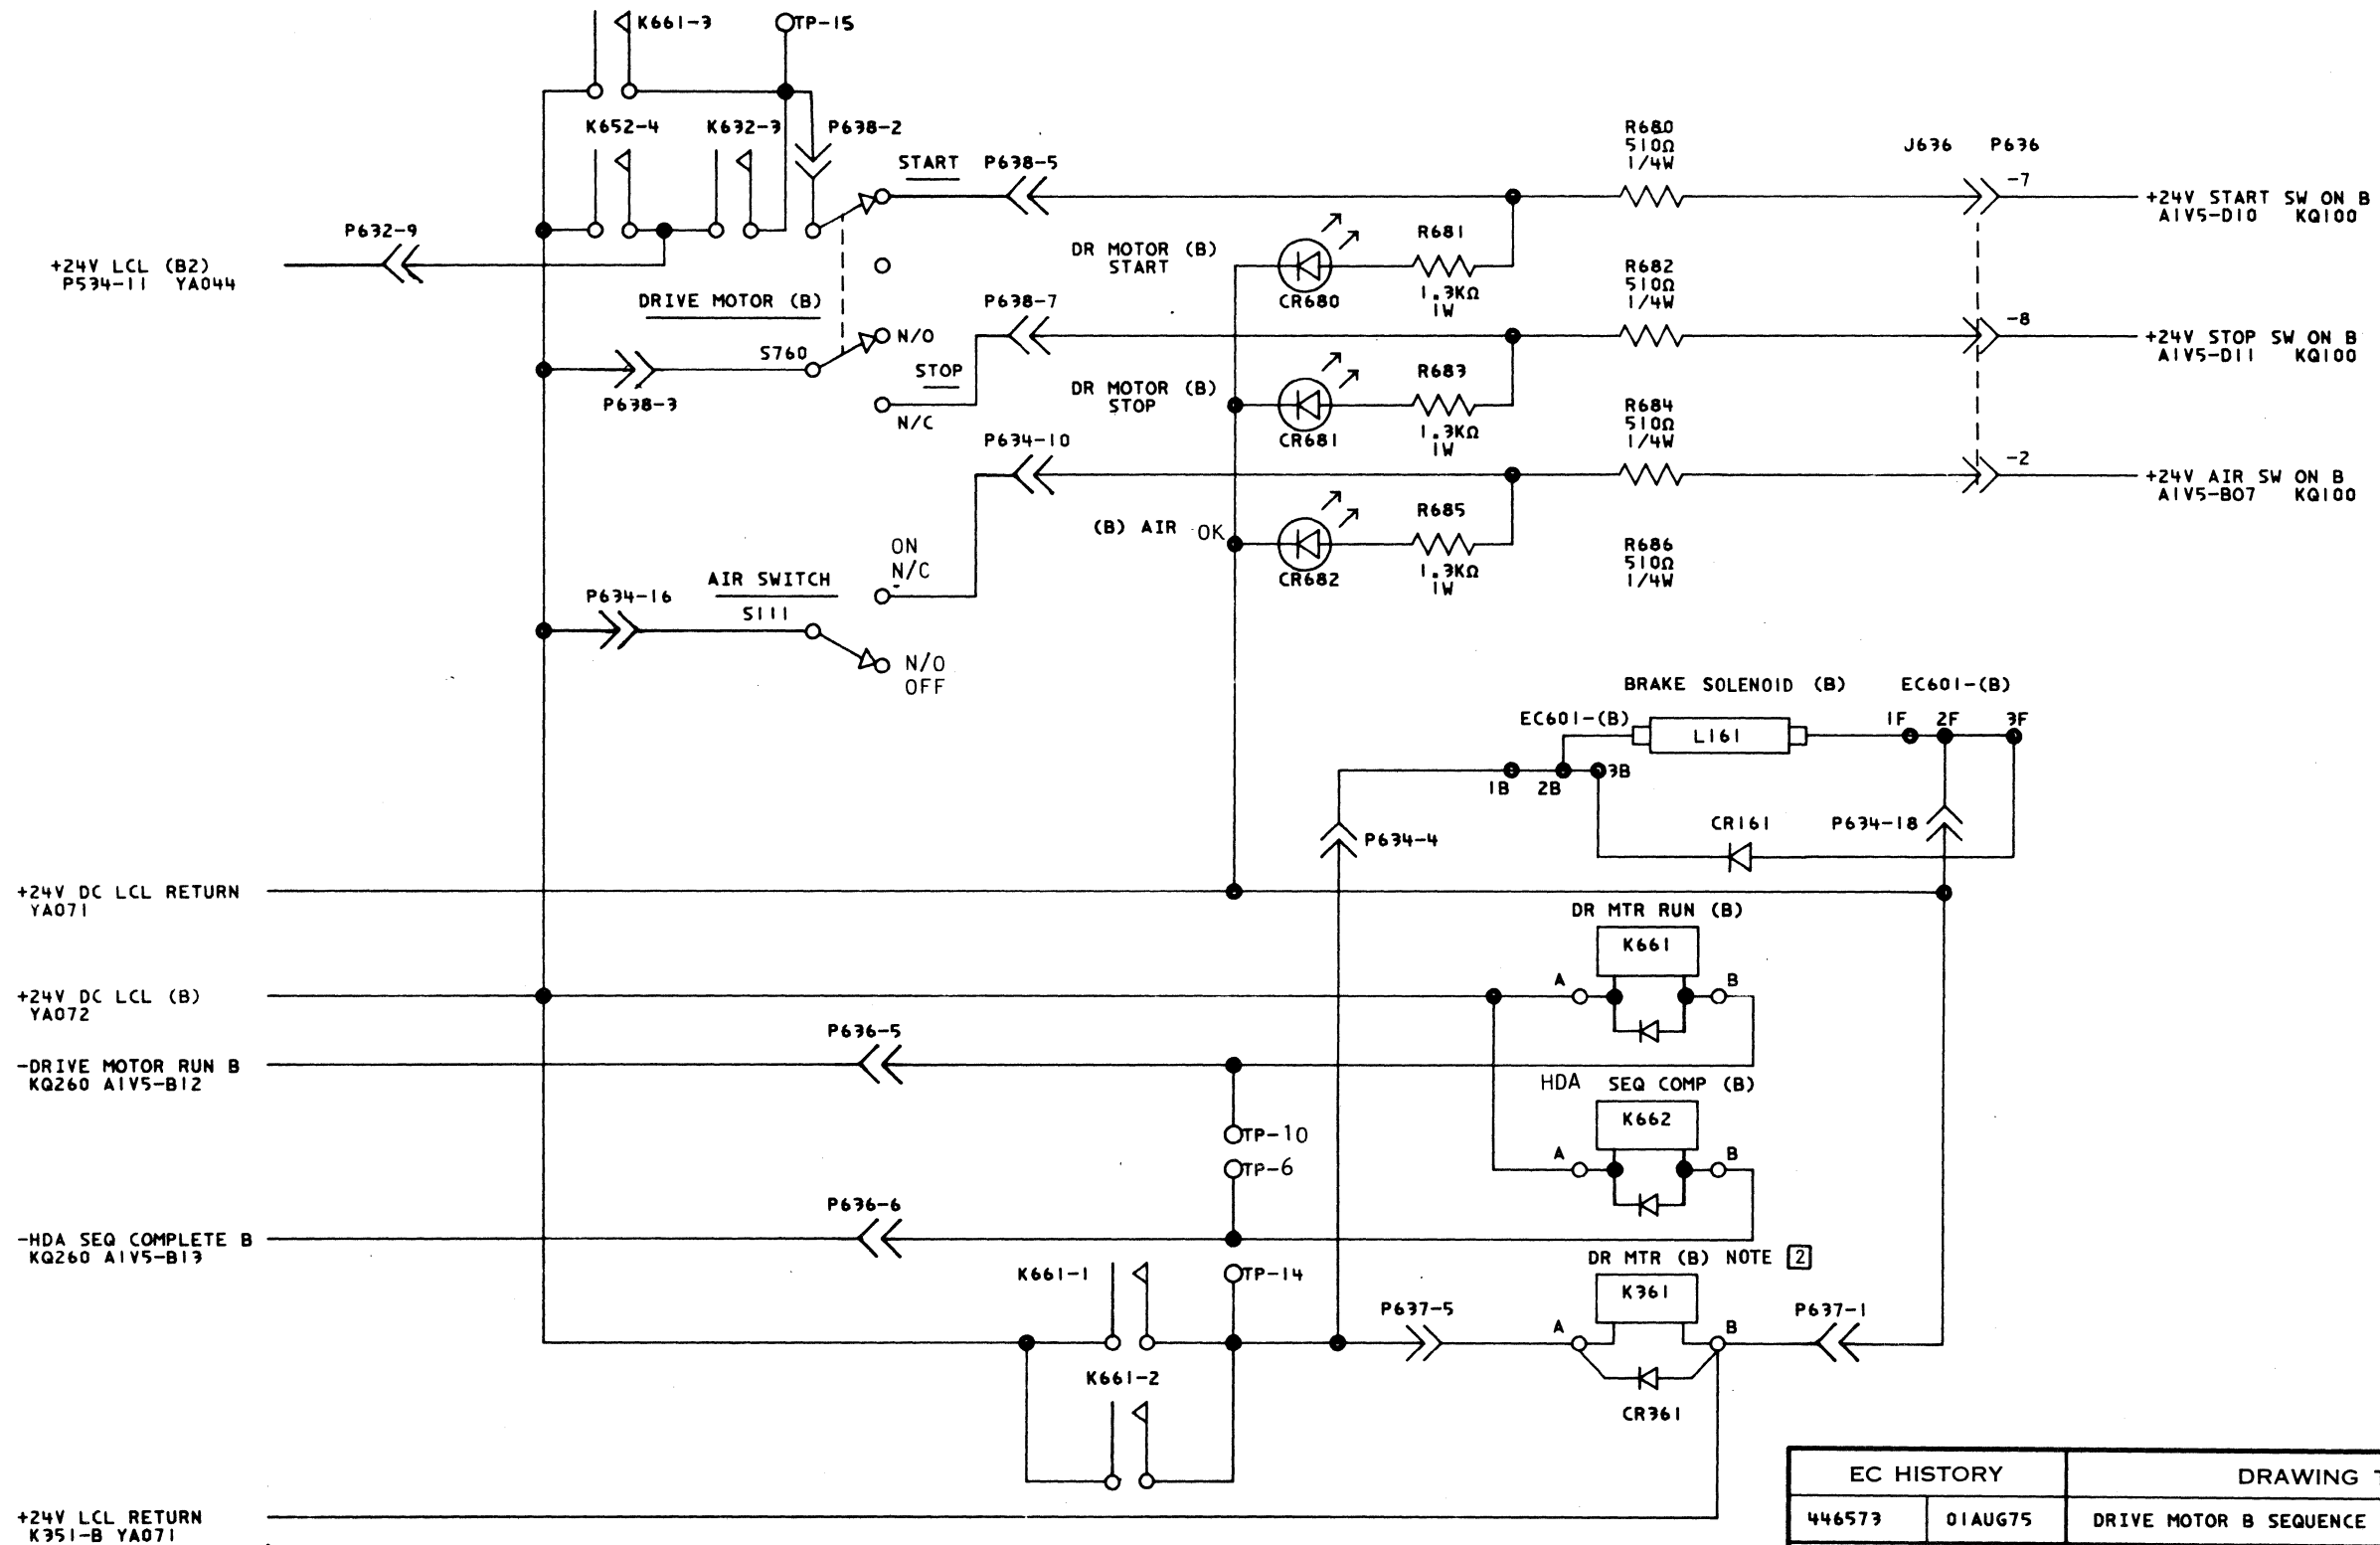 K661-3
TP-15
K652-4
K632-3
P638-2
START
P638-5
R680
510Ω
1/4W
J636
P636
-7
+24V START SW ON B
A1V5-D10 KQ100
P632-9
+24V LCL (B2)
P534-11 YA044
DR MOTOR (B)
START
CR680
R681
1.3KΩ
1W
R682
510Ω
1/4W
DRIVE MOTOR (B)
P638-7
N/O
-8
+24V STOP SW ON B
A1V5-D11 KQ100
S760
STOP
P638-3
N/C
DR MOTOR (B)
STOP
CR681
R683
1.3KΩ
1W
R684
510Ω
1/4W
P634-10
-2
+24V AIR SW ON B
A1V5-B07 KQ100
(B) AIR OK
CR682
R685
1.3KΩ
1W
R686
510Ω
1/4W
ON
N/C
AIR SWITCH
S111
P634-16
N/O
OFF
BRAKE SOLENOID (B)
EC601-(B)
EC601-(B)
L161
1F 2F 3F
1B 2B 3B
P634-4
CR161
P634-18
+24V DC LCL RETURN
YA071
DR MTR RUN (B)
K661
A
B
+24V DC LCL (B)
YA072
P636-5
-DRIVE MOTOR RUN B
KQ260 A1V5-B12
HDA SEQ COMP (B)
K662
TP-10
TP-6
A
B
P636-6
-HDA SEQ COMPLETE B
KQ260 A1V5-B13
DR MTR (B) NOTE 2
K661-1
TP-14
K361
P637-5
A
B
P637-1
K661-2
CR361
EC HISTORY
DRAWING T
446573
01AUG75
DRIVE MOTOR B SEQUENCE
+24V LCL RETURN
K351-B YA071